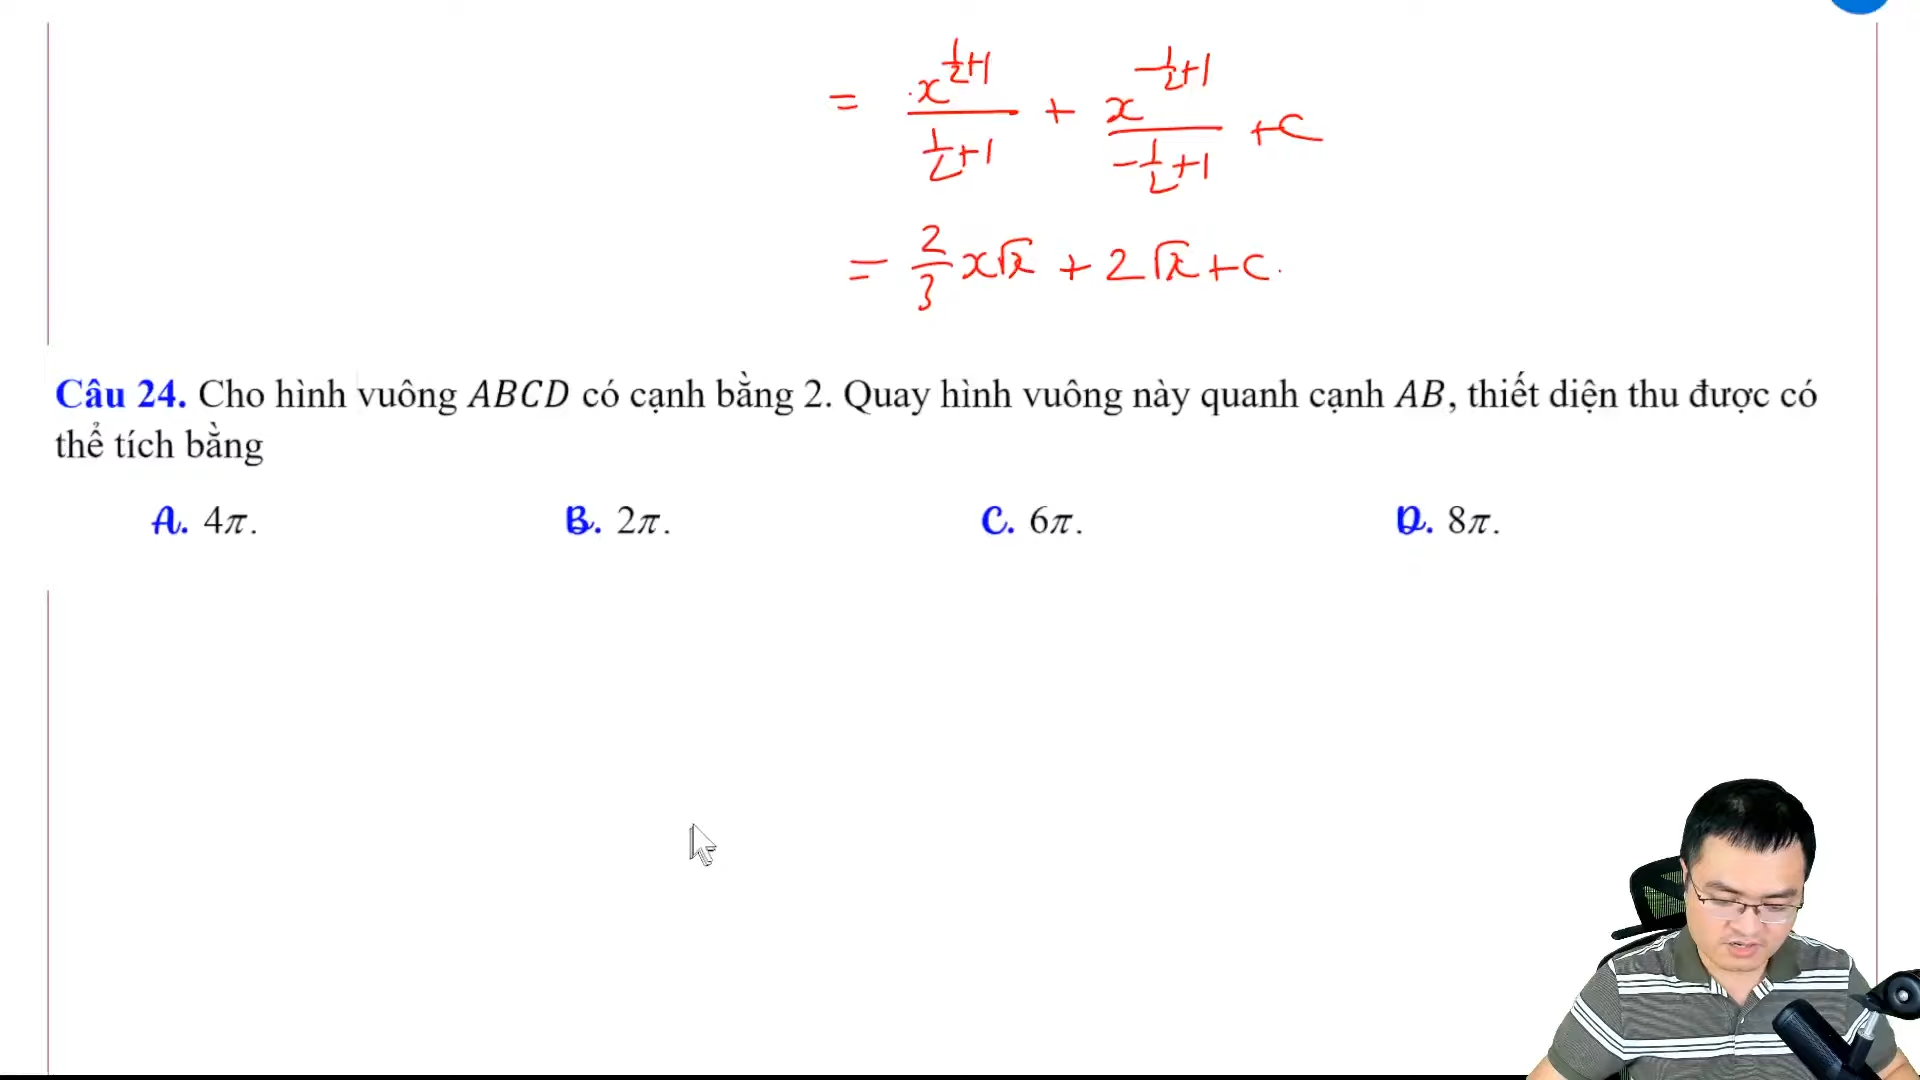 = x^{1/2+1}/(1/2+1) + x^{-1/2+1}/(-1/2+1) + C
= 2/3 x√x + 2√x + C.
Câu 24. Cho hình vuông ABCD có cạnh bằng 2. Quay hình vuông này quanh cạnh AB, thiết diện thu được có
thể tích bằng
A. 4π. B. 2π. C. 6π. D. 8π.